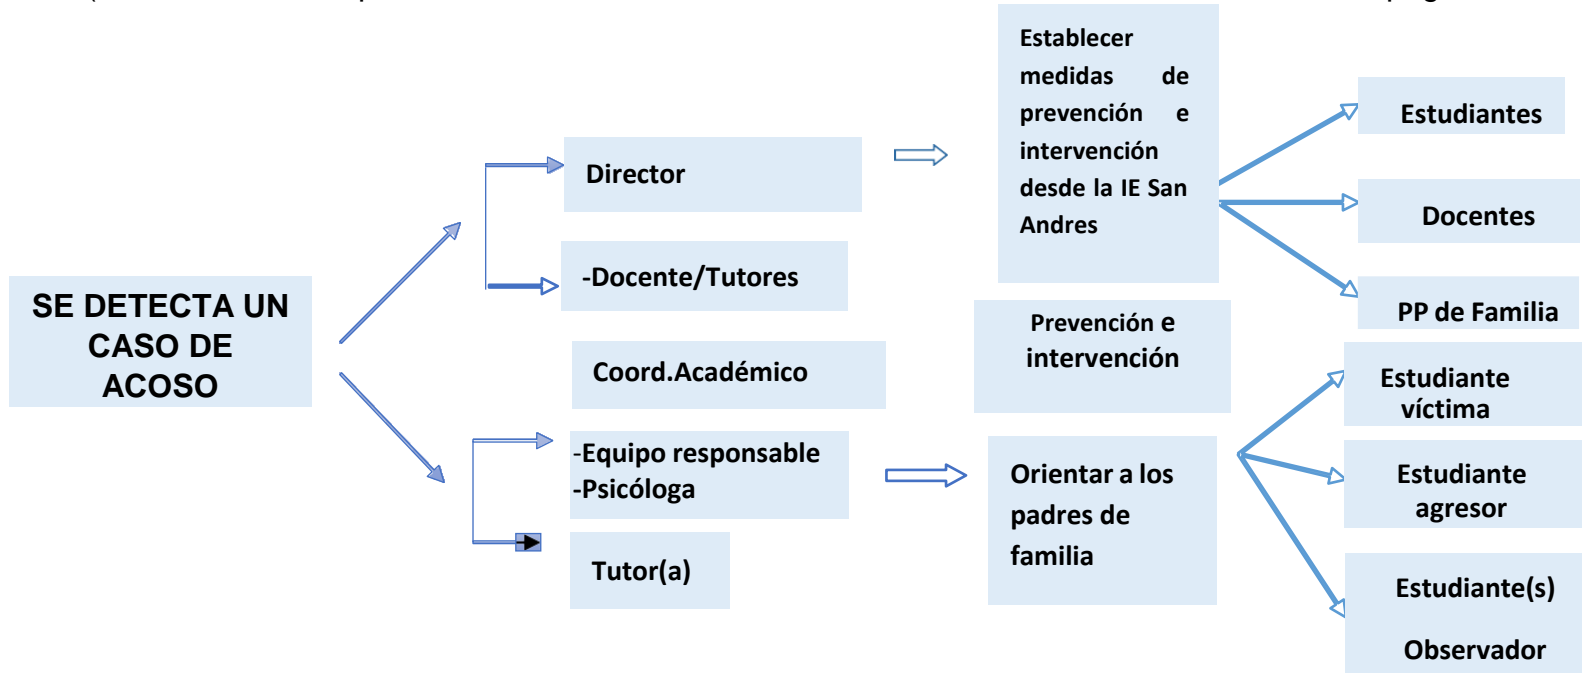 SE DETECTA UN
CASO DE
ACOSO
Director
-Docente/Tutores
Coord.Académico
-Equipo responsable
-Psicóloga
Tutor(a)
Establecer
medidas de
prevención e
intervención
desde la IE San
Andres
Prevención e
intervención
Orientar a los
padres de
familia
Estudiantes
Docentes
PP de Familia
Estudiante
víctima
Estudiante
agresor
Estudiante(s)
Observador